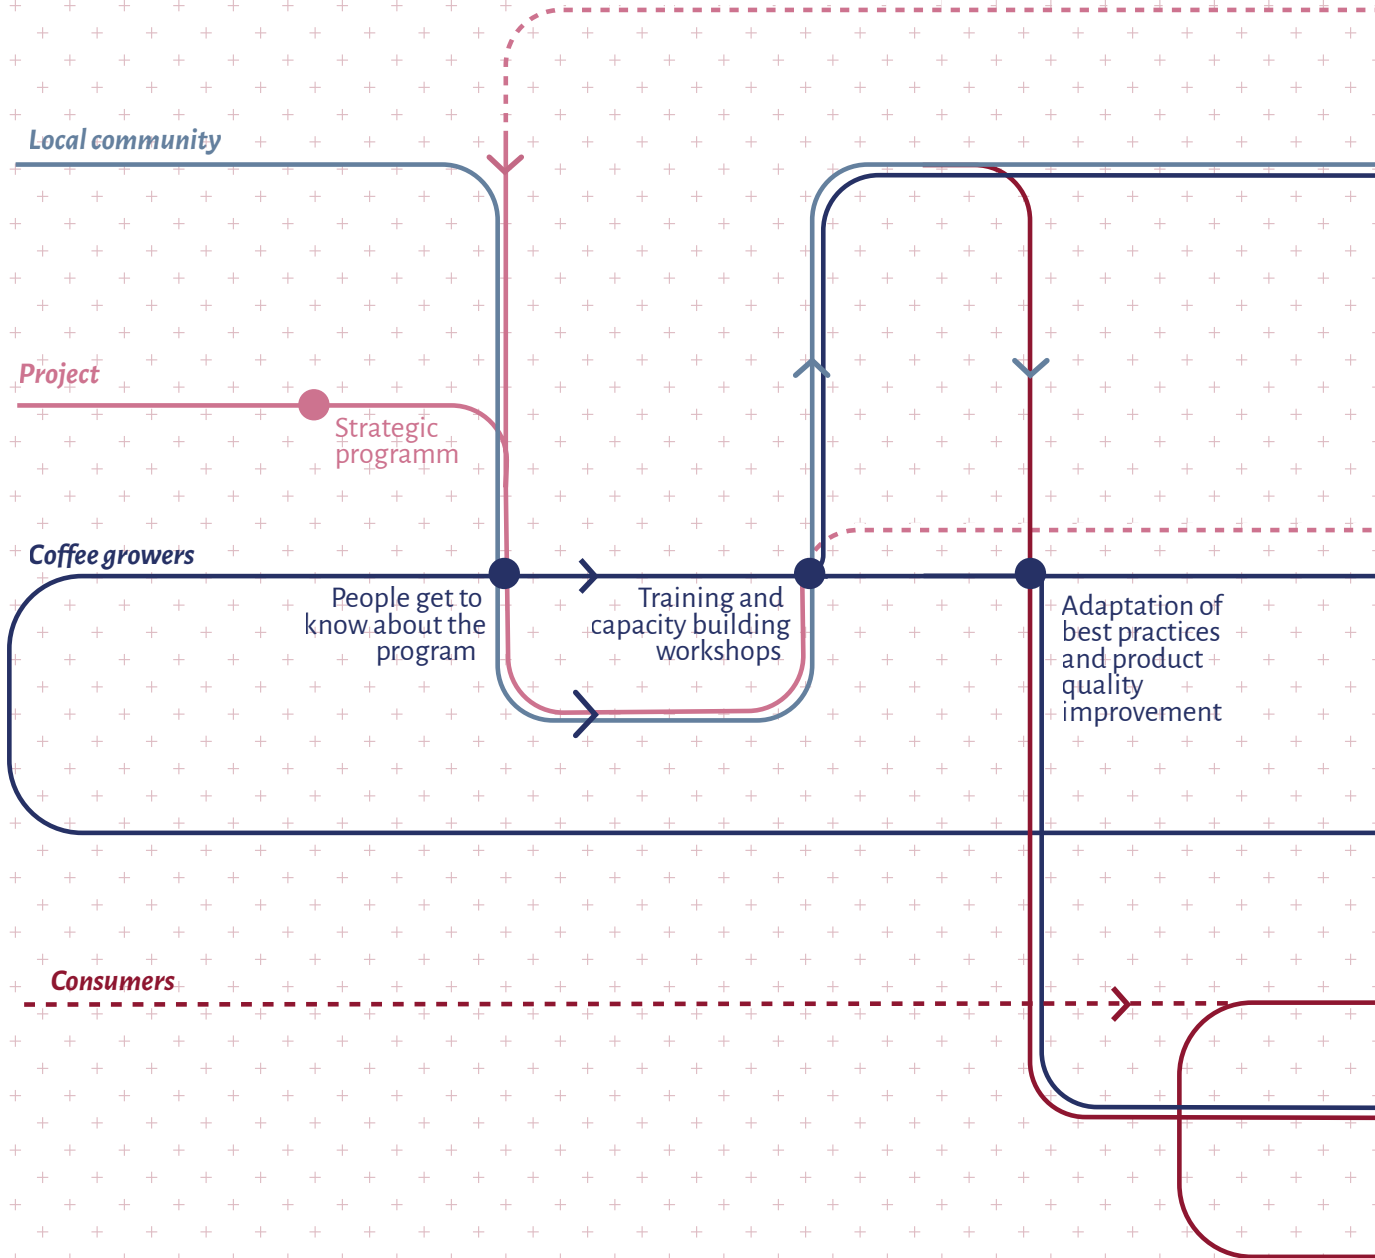 Local community
Project
Strategic
programm
Coffee growers
People get to
know about the
program
Training and
capacity building
workshops
Adaptation of
best practices
and product
quality
improvement
Consumers